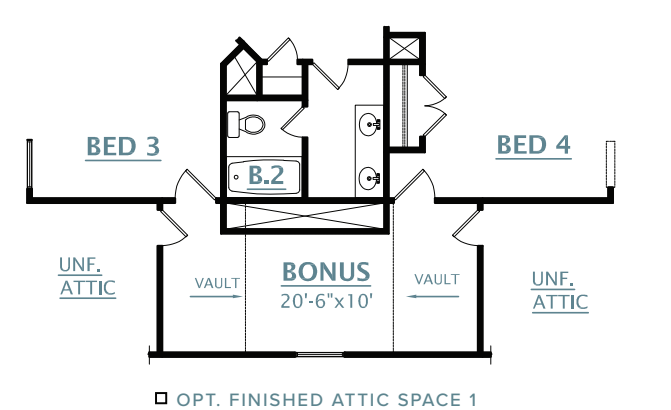 BED 3
BED 4
B.2
UNF.
ATTIC
VAULT
BONUS
20'-6"x10'
VAULT
UNF.
ATTIC
OPT. FINISHED ATTIC SPACE 1